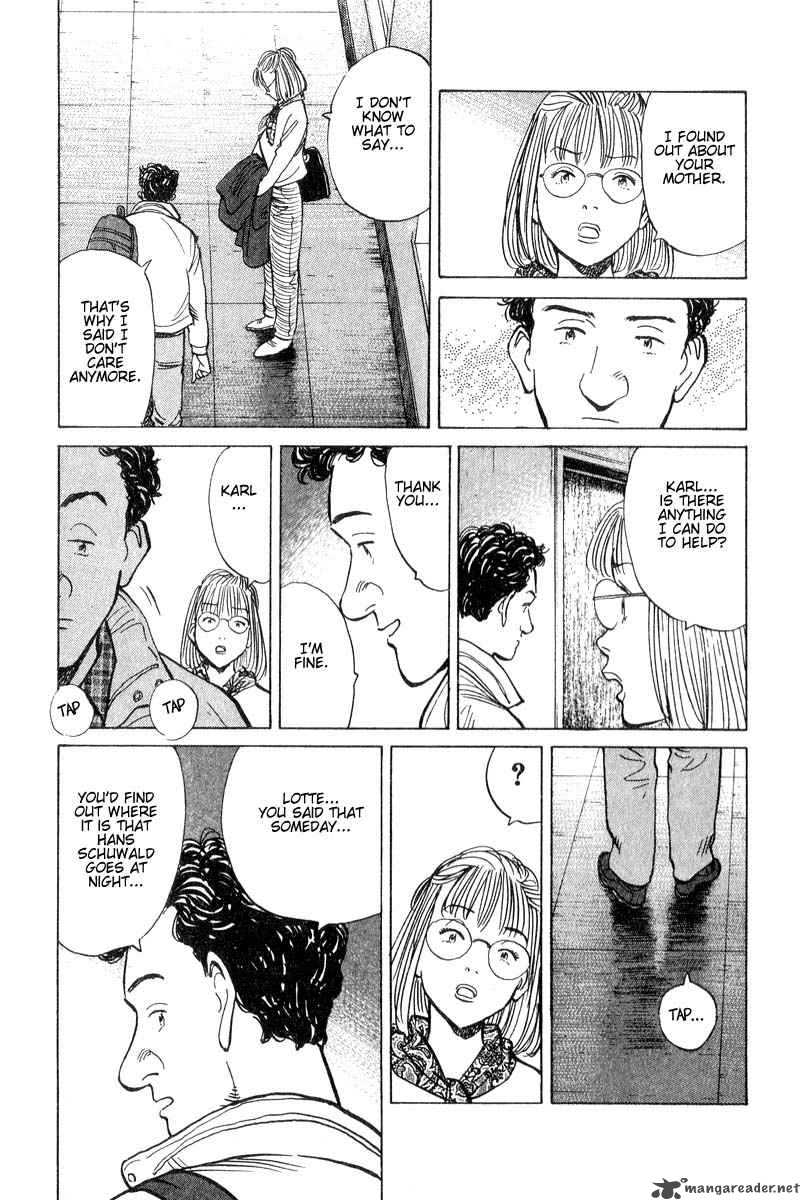 I FOUND
OUT ABOUT
YOUR
MOTHER.
I DON'T
KNOW
WHAT TO
SAY...
THAT'S
WHY I
SAID I
DON'T
CARE
ANYMORE.
KARL...
IS THERE
ANYTHING
I CAN DO
TO HELP?
THANK
YOU...
I'M
FINE.
KARL
...
TAP
TAP
TAP...
?
LOTTE...
YOU SAID THAT
SOMEDAY...
YOU'D FIND
OUT WHERE
IT IS THAT
HANS
SCHUWALD
GOES AT
NIGHT...
mangareader.net